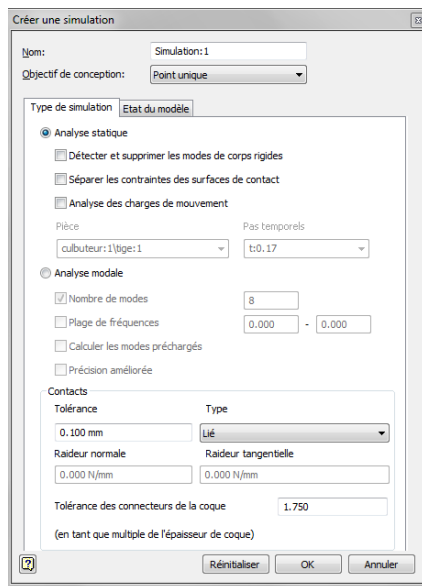 Créer une simulation
Nom: Simulation:1
Objectif de conception: Point unique
Type de simulation Etat du modèle
Analyse statique
Détecter et supprimer les modes de corps rigides
Séparer les contraintes des surfaces de contact
Analyse des charges de mouvement
Pièce Pas temporels
culbuteur:1\tige:1 t:0.17
Analyse modale
Nombre de modes 8
Plage de fréquences 0.000 - 0.000
Calculer les modes préchargés
Précision améliorée
Contacts
Tolérance Type
0.100 mm Lié
Raideur normale Raideur tangentielle
0.000 N/mm 0.000 N/mm
Tolérance des connecteurs de la coque 1.750
(en tant que multiple de l'épaisseur de coque)
? Réinitialiser OK Annuler